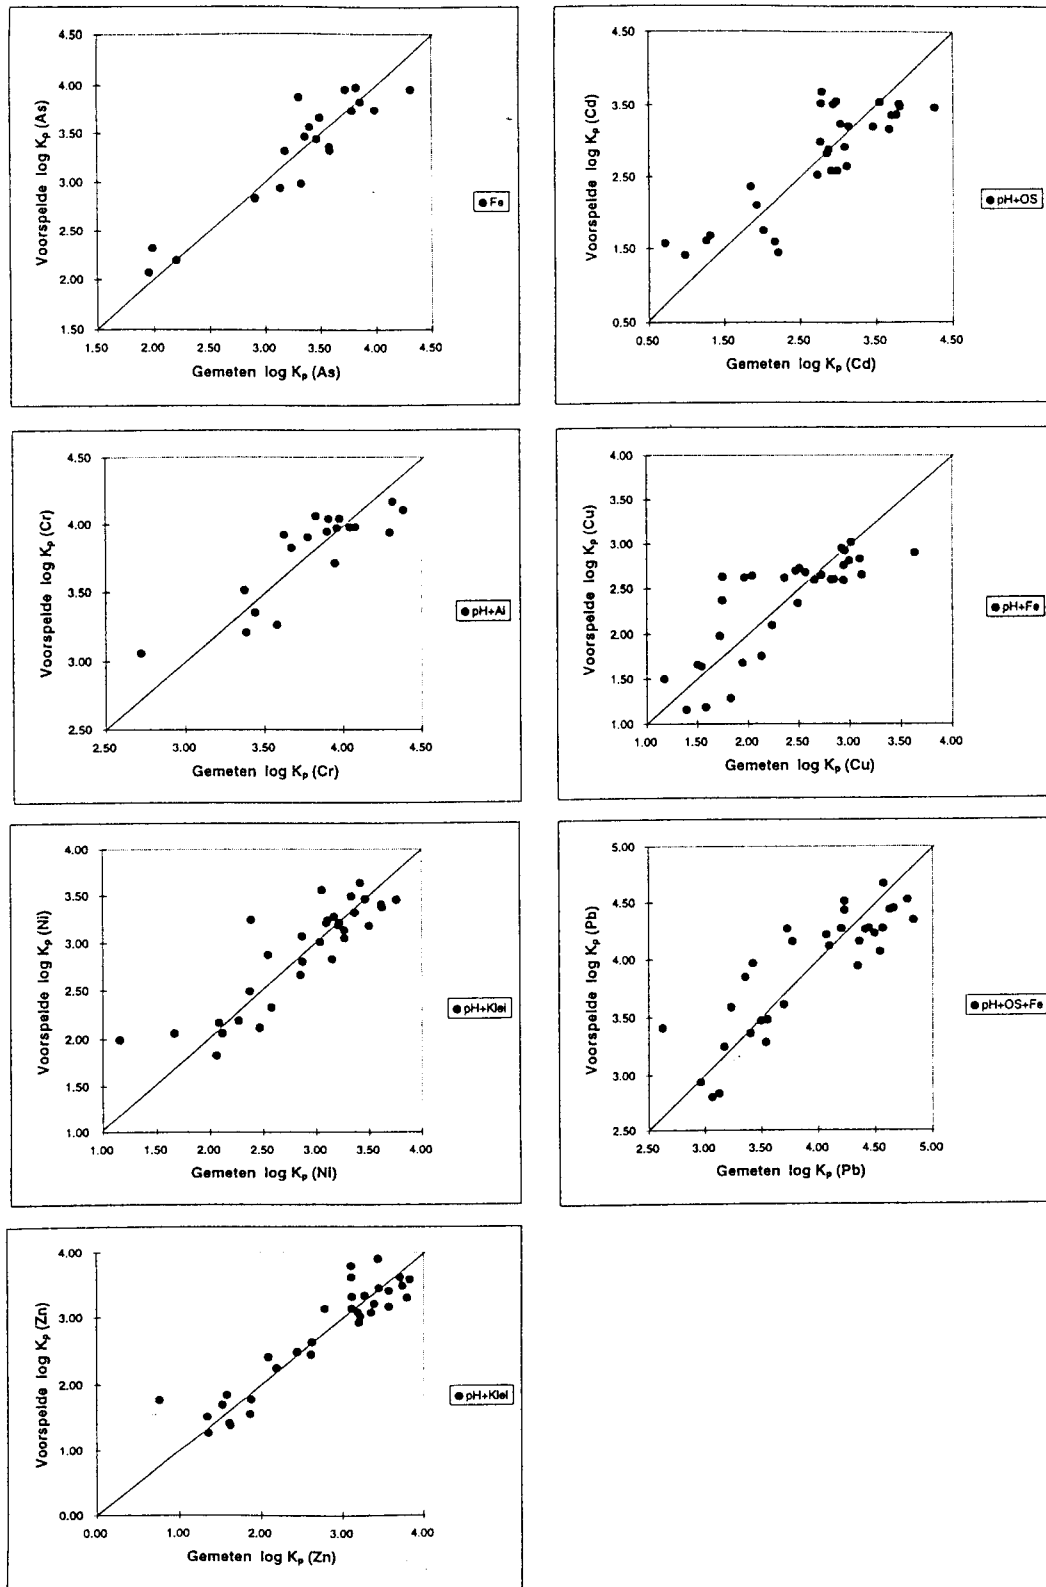 4.50
4.00
3.50
3.00
2.50
2.00
1.50
Voorspelde log Kp (As)
1.50 2.00 2.50 3.00 3.50 4.00 4.50
Gemeten log Kp (As)
Fe
4.50
3.50
2.50
1.50
0.50
Voorspelde log Kp (Cd)
0.50 1.50 2.50 3.50 4.50
Gemeten log Kp (Cd)
pH+OS
4.50
4.00
3.50
3.00
2.50
Voorspelde log Kp (Cr)
2.50 3.00 3.50 4.00 4.50
Gemeten log Kp (Cr)
pH+Al
4.00
3.50
3.00
2.50
2.00
1.50
1.00
Voorspelde log Kp (Cu)
1.00 1.50 2.00 2.50 3.00 3.50 4.00
Gemeten log Kp (Cu)
pH+Fe
4.00
3.50
3.00
2.50
2.00
1.50
1.00
Voorspelde log Kp (Ni)
1.00 1.50 2.00 2.50 3.00 3.50 4.00
Gemeten log Kp (Ni)
pH+Klei
5.00
4.50
4.00
3.50
3.00
2.50
Voorspelde log Kp (Pb)
2.50 3.00 3.50 4.00 4.50 5.00
Gemeten log Kp (Pb)
pH+OS+Fe
4.00
3.00
2.00
1.00
0.00
Voorspelde log Kp (Zn)
0.00 1.00 2.00 3.00 4.00
Gemeten log Kp (Zn)
pH+Klei